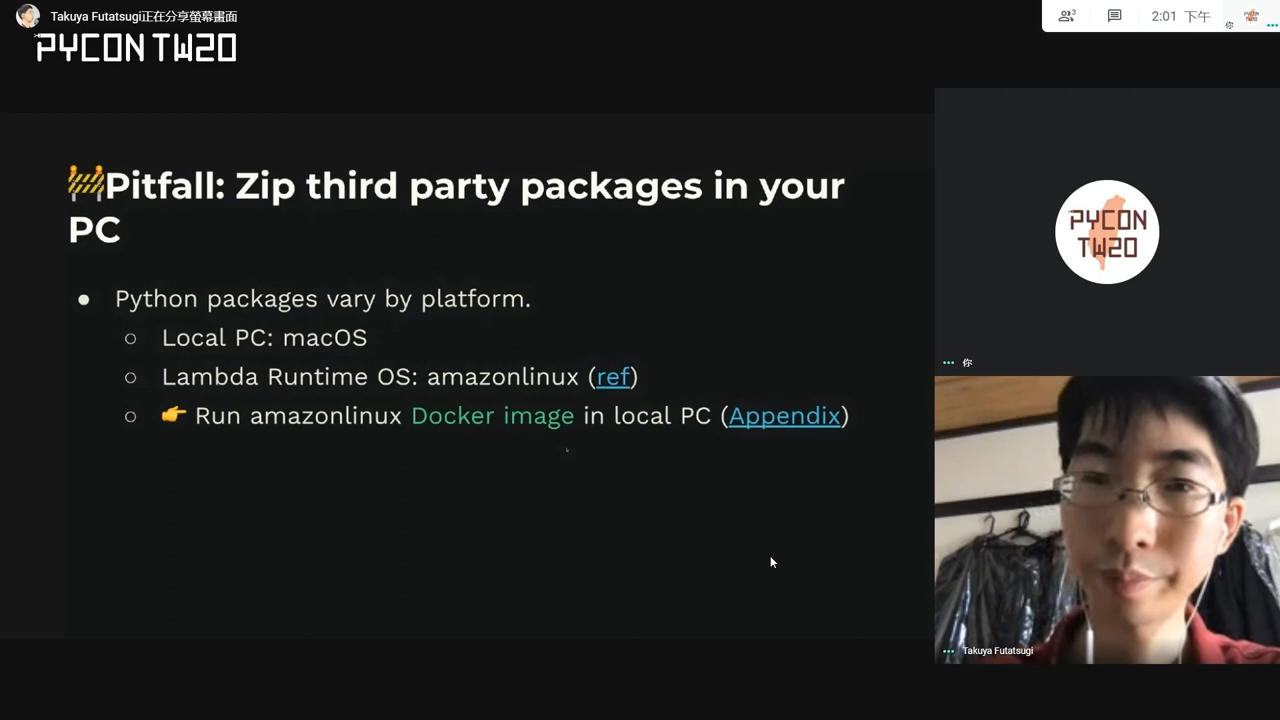 Takuya Futatsugi正在分享螢幕畫面
PYCON TW20
3
2:01 下午
你
🚧Pitfall: Zip third party packages in your
PC
● Python packages vary by platform.
○ Local PC: macOS
○ Lambda Runtime OS: amazonlinux (ref)
○ 👉 Run amazonlinux Docker image in local PC (Appendix)
PYCON
TW20
你
Takuya Futatsugi